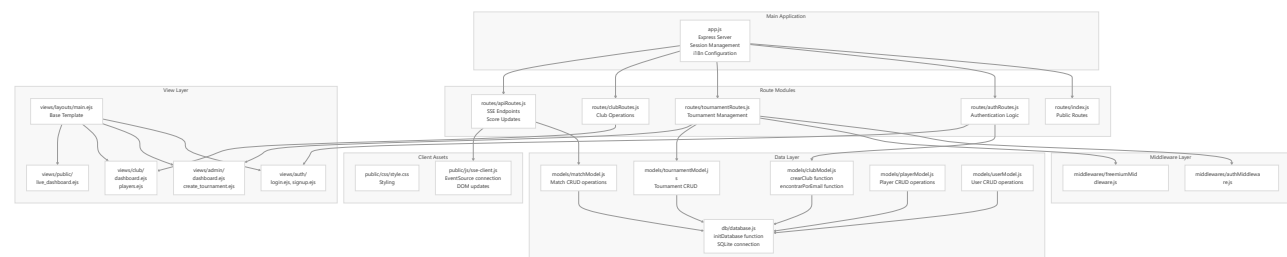 Main Application
app.js
Express Server
Session Management
i18n Configuration
View Layer
views/layouts/main.ejs
Base Template
views/public/
live_dashboard.ejs
views/club/
dashboard.ejs
players.ejs
views/admin/
dashboard.ejs
create_tournament.ejs
views/auth/
login.ejs, signup.ejs
Route Modules
routes/apiRoutes.js
SSE Endpoints
Score Updates
routes/clubRoutes.js
Club Operations
routes/tournamentRoutes.js
Tournament Management
routes/authRoutes.js
Authentication Logic
routes/index.js
Public Routes
Client Assets
public/css/style.css
Styling
public/js/sse-client.js
EventSource connection
DOM updates
Data Layer
models/matchModel.js
Match CRUD operations
models/tournamentModel.j
s
Tournament CRUD
models/clubModel.js
crearClub function
encontrarPorEmail function
models/playerModel.js
Player CRUD operations
models/userModel.js
User CRUD operations
db/database.js
initDatabase function
SQLite connection
Middleware Layer
middlewares/freemiumMid
dleware.js
middlewares/authMiddlewa
re.js